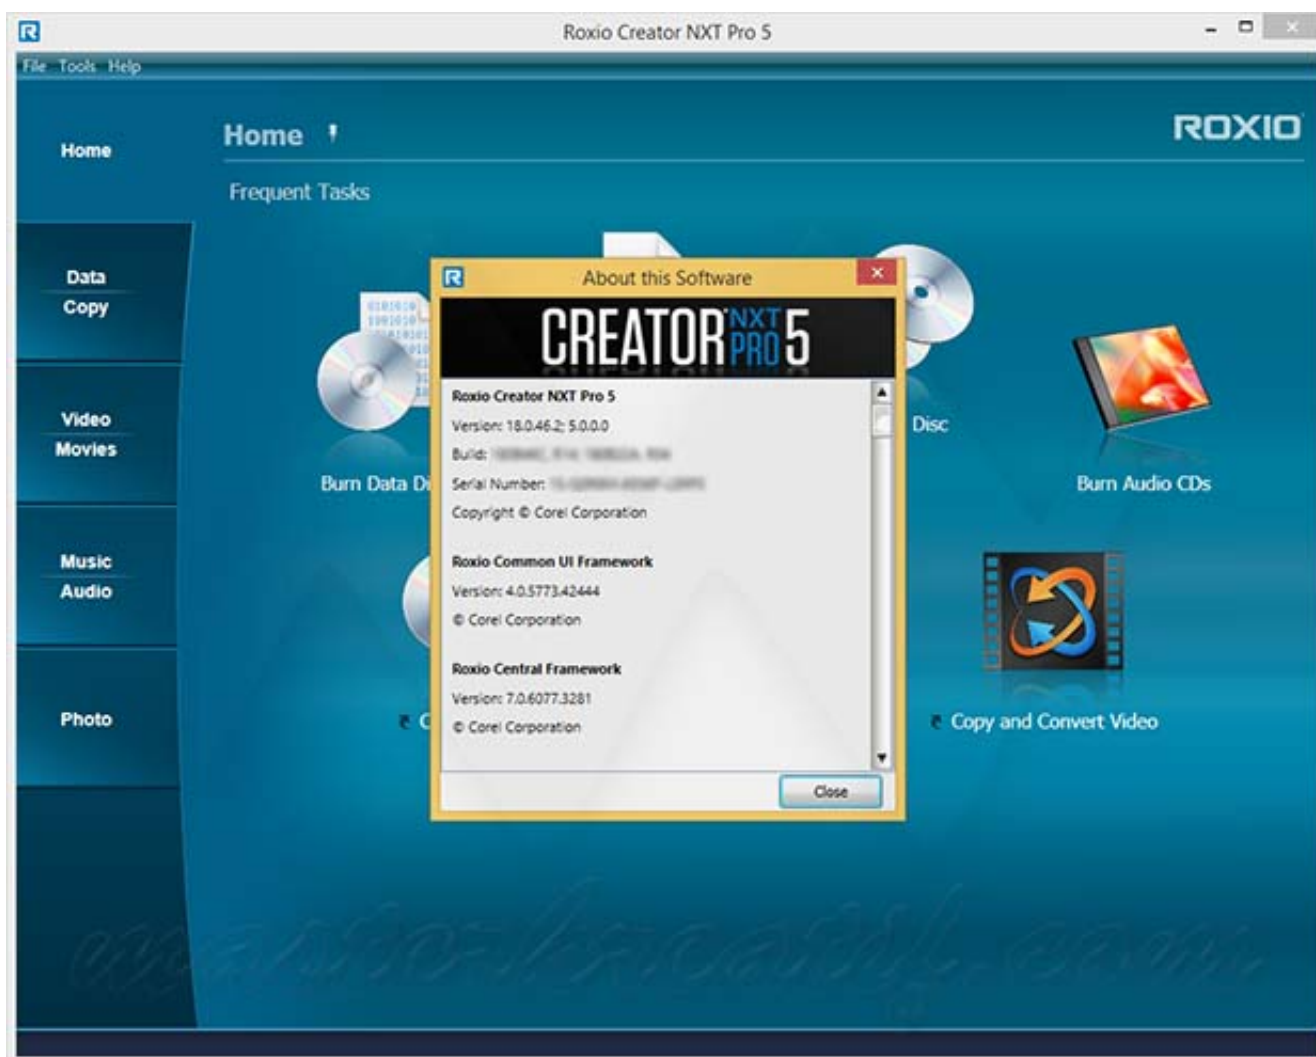 Roxio Creator NXT Pro 5
File Tools Help
Home
Home
ROXIO
Frequent Tasks
Data
Copy
Video
Movies
Music
Audio
Photo
About this Software
CREATOR NXT PRO 5
Roxio Creator NXT Pro 5
Version: 18.0.46.2; 5.0.0.0
Build:
Serial Number:
Copyright © Corel Corporation
Roxio Common UI Framework
Version: 4.0.5773.42444
© Corel Corporation
Roxio Central Framework
Version: 7.0.6077.3281
© Corel Corporation
Close
Disc
Burn Data Di
Burn Audio CDs
C
Copy and Convert Video